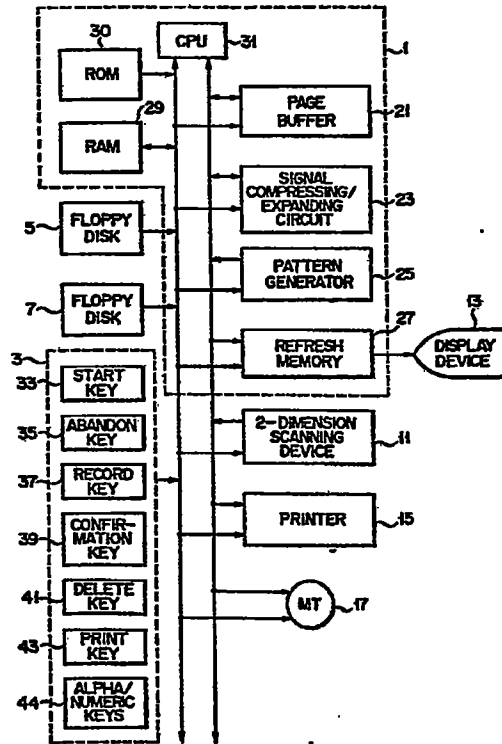 30
CPU
31
1
ROM
29
RAM
PAGE
BUFFER
21
SIGNAL
COMPRESSING/
EXPANDING
CIRCUIT
23
5
FLOPPY
DISK
PATTERN
GENERATOR
25
7
FLOPPY
DISK
27
13
REFRESH
MEMORY
DISPLAY
DEVICE
3
33
START
KEY
35
ABANDON
KEY
2-DIMENSION
SCANNING
DEVICE
11
37
RECORD
KEY
PRINTER
15
39
CONFIR-
MATION
KEY
41
DELETE
KEY
MT
17
43
PRINT
KEY
44
ALPHA/
NUMERIC
KEYS